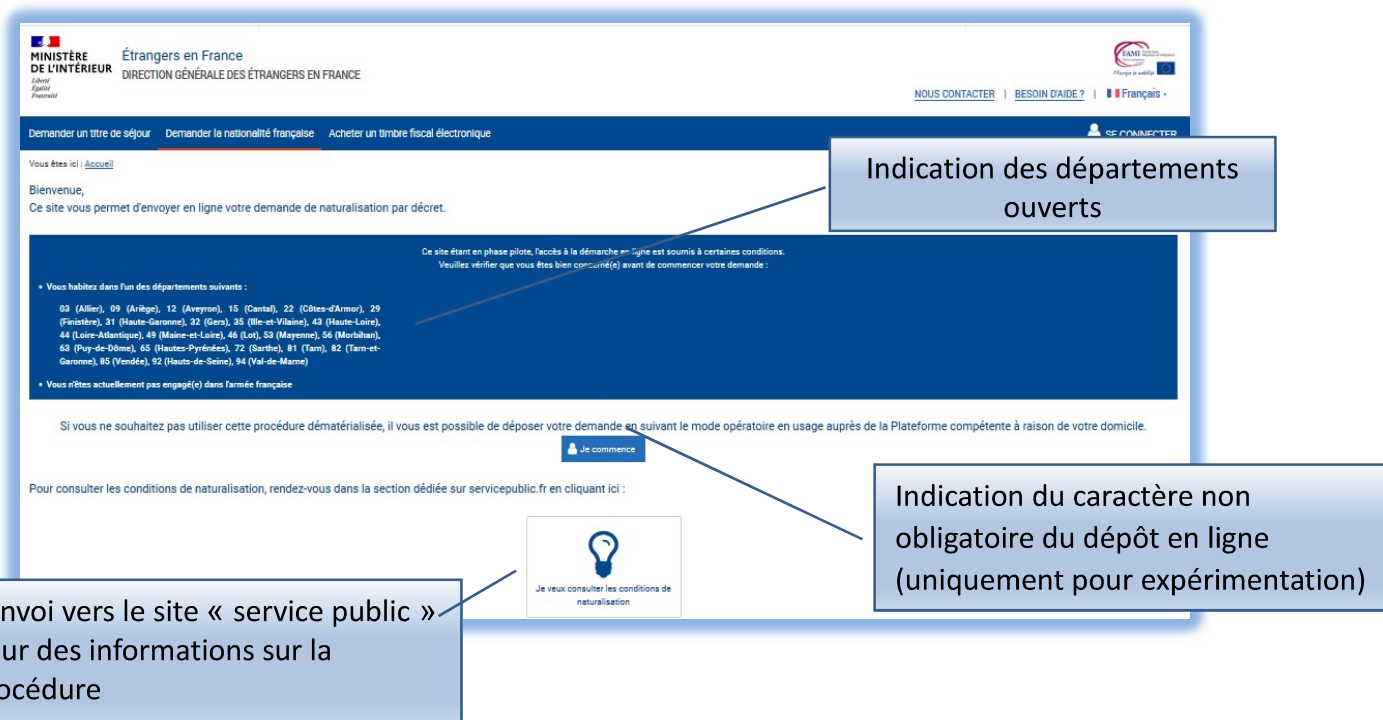 MINISTÈRE
DE L'INTÉRIEUR
Liberté
Égalité
Fraternité
Étrangers en France
DIRECTION GÉNÉRALE DES ÉTRANGERS EN FRANCE
FAMI
NOUS CONTACTER | BESOIN D'AIDE ? | Français
Demander un titre de séjour Demander la nationalité française Acheter un timbre fiscal électronique SE CONNECTER
Vous êtes ici : Accueil
Bienvenue,
Ce site vous permet d'envoyer en ligne votre demande de naturalisation par décret.
Indication des départements
ouverts
Ce site étant en phase pilote, l'accès à la démarche en ligne est soumis à certaines conditions.
Veuillez vérifier que vous êtes bien concerné(e) avant de commencer votre demande :
• Vous habitez dans l'un des départements suivants :
03 (Allier), 09 (Ariège), 12 (Aveyron), 15 (Cantal), 22 (Côtes-d'Armor), 29
(Finistère), 31 (Haute-Garonne), 32 (Gers), 35 (Ille-et-Vilaine), 43 (Haute-Loire),
44 (Loire-Atlantique), 49 (Maine-et-Loire), 46 (Lot), 53 (Mayenne), 56 (Morbihan),
63 (Puy-de-Dôme), 65 (Hautes-Pyrénées), 72 (Sarthe), 81 (Tarn), 82 (Tarn-et-
Garonne), 85 (Vendée), 92 (Hauts-de-Seine), 94 (Val-de-Marne)
• Vous n'êtes actuellement pas engagé(e) dans l'armée française
Si vous ne souhaitez pas utiliser cette procédure dématérialisée, il vous est possible de déposer votre demande en suivant le mode opératoire en usage auprès de la Plateforme compétente à raison de votre domicile.
Je commence
Pour consulter les conditions de naturalisation, rendez-vous dans la section dédiée sur servicepublic.fr en cliquant ici :
Indication du caractère non
obligatoire du dépôt en ligne
(uniquement pour expérimentation)
Je veux consulter les conditions de
naturalisation
nvoi vers le site « service public »
ur des informations sur la
océdure